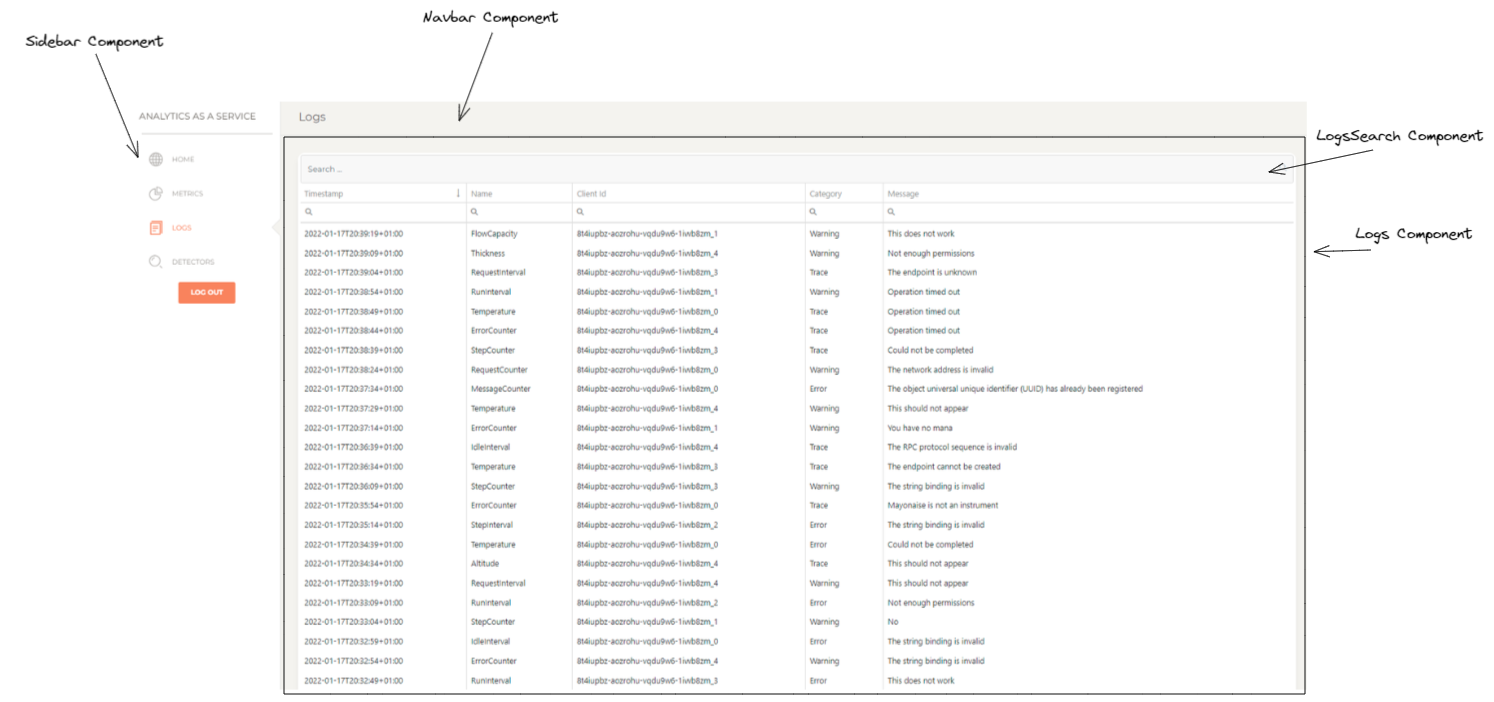 Navbar Component
Sidebar Component
ANALYTICS AS A SERVICE
Logs
LogsSearch Component
HOME
Search ...
METRICS
Timestamp ↓ Name Client Id Category Message
LOGS
Logs Component
DETECTORS
LOG OUT
2022-01-17T20:39:19+01:00 FlowCapacity 8t4iupbz-aozrohu-vqdu9w6-1iwb8zm_1 Warning This does not work
2022-01-17T20:39:09+01:00 Thickness 8t4iupbz-aozrohu-vqdu9w6-1iwb8zm_4 Warning Not enough permissions
2022-01-17T20:39:04+01:00 RequestInterval 8t4iupbz-aozrohu-vqdu9w6-1iwb8zm_3 Trace The endpoint is unknown
2022-01-17T20:38:54+01:00 RunInterval 8t4iupbz-aozrohu-vqdu9w6-1iwb8zm_1 Warning Operation timed out
2022-01-17T20:38:49+01:00 Temperature 8t4iupbz-aozrohu-vqdu9w6-1iwb8zm_0 Trace Operation timed out
2022-01-17T20:38:44+01:00 ErrorCounter 8t4iupbz-aozrohu-vqdu9w6-1iwb8zm_4 Trace Operation timed out
2022-01-17T20:38:39+01:00 StepCounter 8t4iupbz-aozrohu-vqdu9w6-1iwb8zm_3 Trace Could not be completed
2022-01-17T20:38:24+01:00 RequestCounter 8t4iupbz-aozrohu-vqdu9w6-1iwb8zm_0 Warning The network address is invalid
2022-01-17T20:37:34+01:00 MessageCounter 8t4iupbz-aozrohu-vqdu9w6-1iwb8zm_0 Error The object universal unique identifier (UUID) has already been registered
2022-01-17T20:37:29+01:00 Temperature 8t4iupbz-aozrohu-vqdu9w6-1iwb8zm_4 Warning This should not appear
2022-01-17T20:37:14+01:00 ErrorCounter 8t4iupbz-aozrohu-vqdu9w6-1iwb8zm_1 Warning You have no mana
2022-01-17T20:36:39+01:00 IdleInterval 8t4iupbz-aozrohu-vqdu9w6-1iwb8zm_4 Trace The RPC protocol sequence is invalid
2022-01-17T20:36:34+01:00 Temperature 8t4iupbz-aozrohu-vqdu9w6-1iwb8zm_3 Trace The endpoint cannot be created
2022-01-17T20:36:09+01:00 StepCounter 8t4iupbz-aozrohu-vqdu9w6-1iwb8zm_3 Warning The string binding is invalid
2022-01-17T20:35:54+01:00 ErrorCounter 8t4iupbz-aozrohu-vqdu9w6-1iwb8zm_0 Trace Mayonaise is not an instrument
2022-01-17T20:35:14+01:00 StepInterval 8t4iupbz-aozrohu-vqdu9w6-1iwb8zm_2 Error The string binding is invalid
2022-01-17T20:34:39+01:00 Temperature 8t4iupbz-aozrohu-vqdu9w6-1iwb8zm_0 Error Could not be completed
2022-01-17T20:34:34+01:00 Altitude 8t4iupbz-aozrohu-vqdu9w6-1iwb8zm_4 Trace This should not appear
2022-01-17T20:33:19+01:00 RequestInterval 8t4iupbz-aozrohu-vqdu9w6-1iwb8zm_4 Warning This should not appear
2022-01-17T20:33:09+01:00 RunInterval 8t4iupbz-aozrohu-vqdu9w6-1iwb8zm_2 Error Not enough permissions
2022-01-17T20:33:04+01:00 StepCounter 8t4iupbz-aozrohu-vqdu9w6-1iwb8zm_1 Warning No
2022-01-17T20:32:59+01:00 IdleInterval 8t4iupbz-aozrohu-vqdu9w6-1iwb8zm_0 Error The string binding is invalid
2022-01-17T20:32:54+01:00 ErrorCounter 8t4iupbz-aozrohu-vqdu9w6-1iwb8zm_4 Warning The string binding is invalid
2022-01-17T20:32:49+01:00 RunInterval 8t4iupbz-aozrohu-vqdu9w6-1iwb8zm_3 Error This does not work